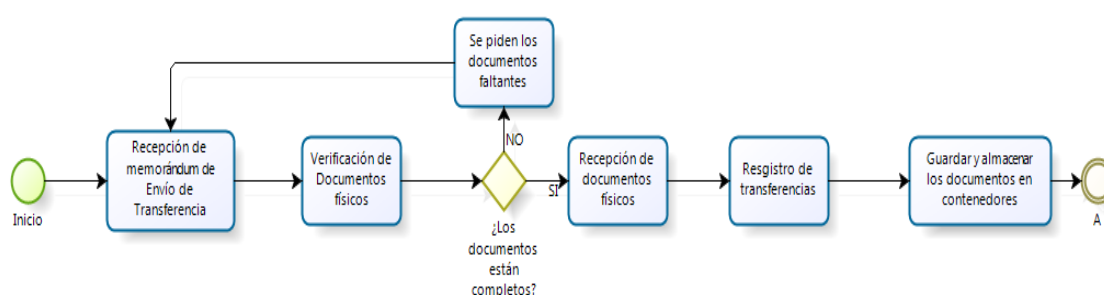 Se piden los
documentos
faltantes
Inicio
Recepción de
memorándum de
Envío de
Transferencia
Verificación de
Documentos
físicos
NO
SI
¿Los
documentos
están
completos?
Recepción de
documentos
físicos
Resgistro de
transferencias
Guardar y almacenar
los documentos en
contenedores
A